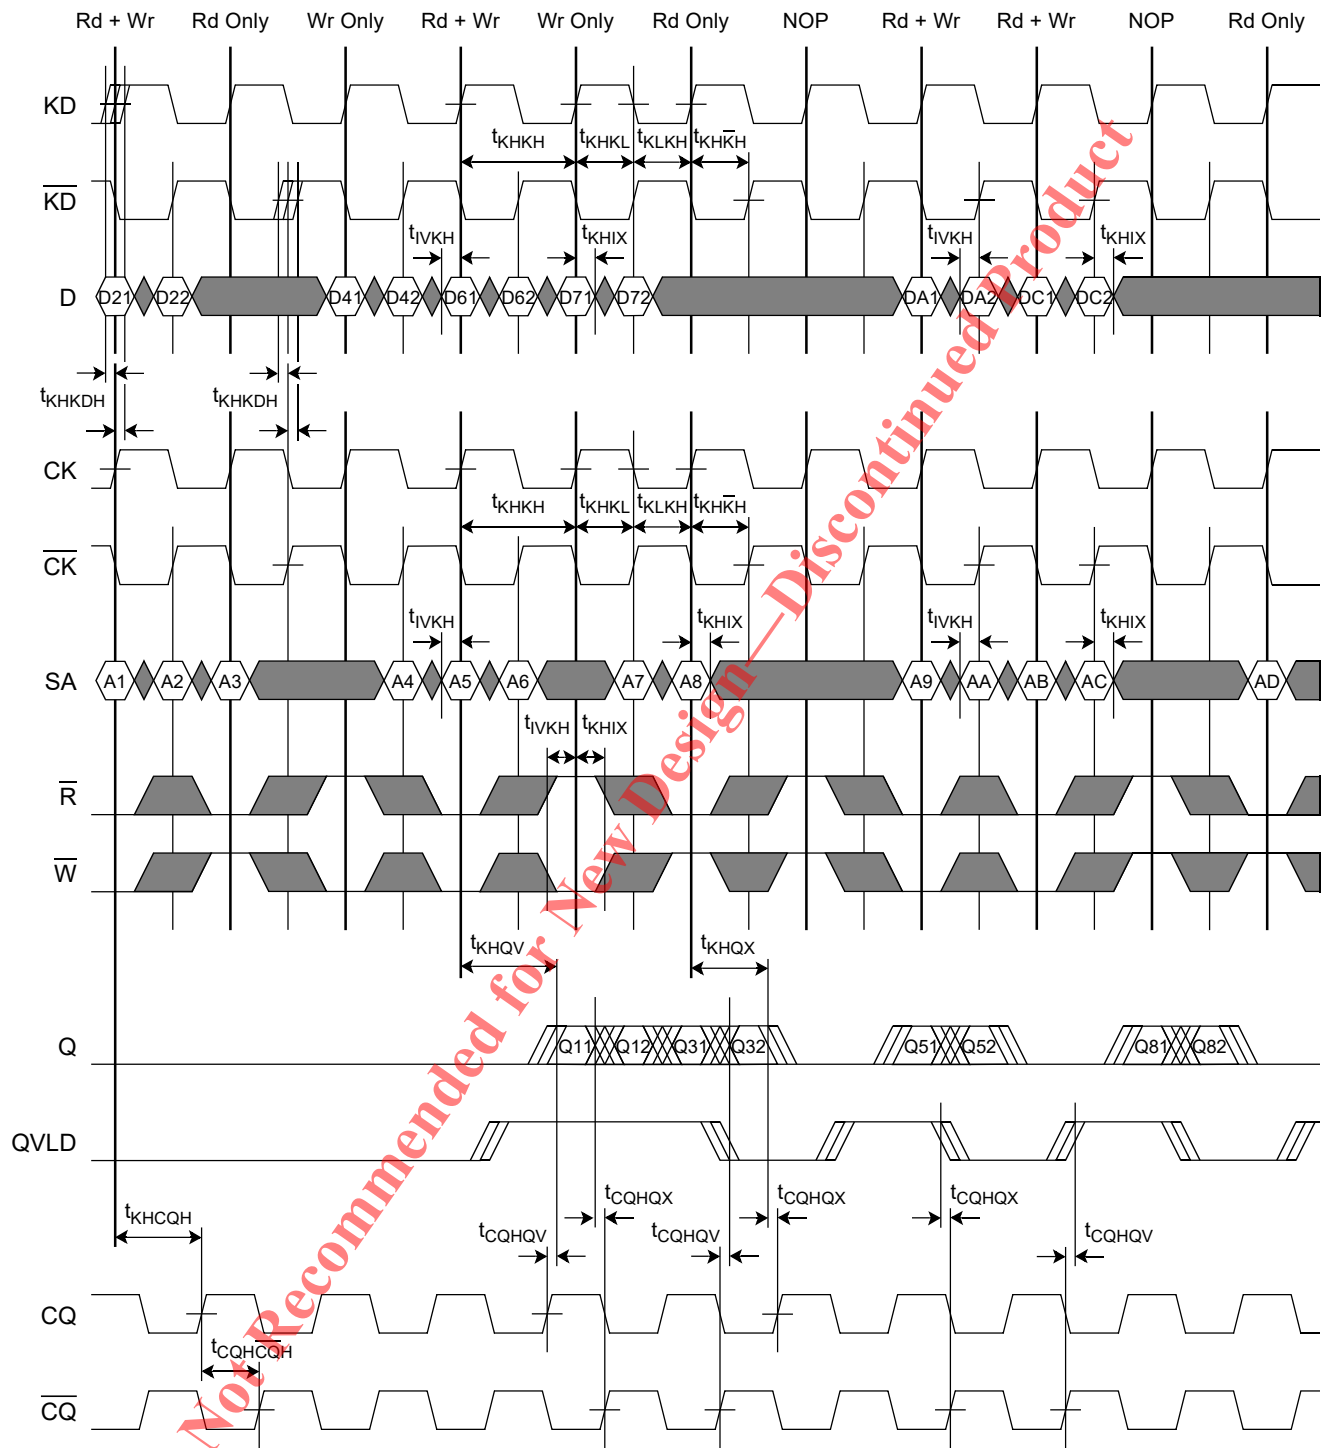 Rd + Wr Rd Only Wr Only Rd + Wr Wr Only Rd Only NOP Rd + Wr Rd + Wr NOP Rd Only
KD
tKHKH tKHKL tKLKH tKHK̅H
K̅D̅
tIVKH tKHIX tIVKH tKHIX
D D21 D22 D41 D42 D61 D62 D71 D72 DA1 DA2 DC1 DC2
tKHKDH tKHKDH
CK
tKHKH tKHKL tKLKH tKHK̅H
C̅K̅
tIVKH tKHIX tIVKH tKHIX
SA A1 A2 A3 A4 A5 A6 A7 A8 A9 AA AB AC AD
tIVKH tKHIX
R̅
W̅
tKHQV tKHQX
Q Q11 Q12 Q31 Q32 Q51 Q52 Q81 Q82
QVLD
tKHCQH tCQHQV tCQHQX tCQHQV tCQHQX tCQHQX tCQHQV
CQ
tCQHC̅Q̅H
C̅Q̅
Not Recommended for New Design—Discontinued Product